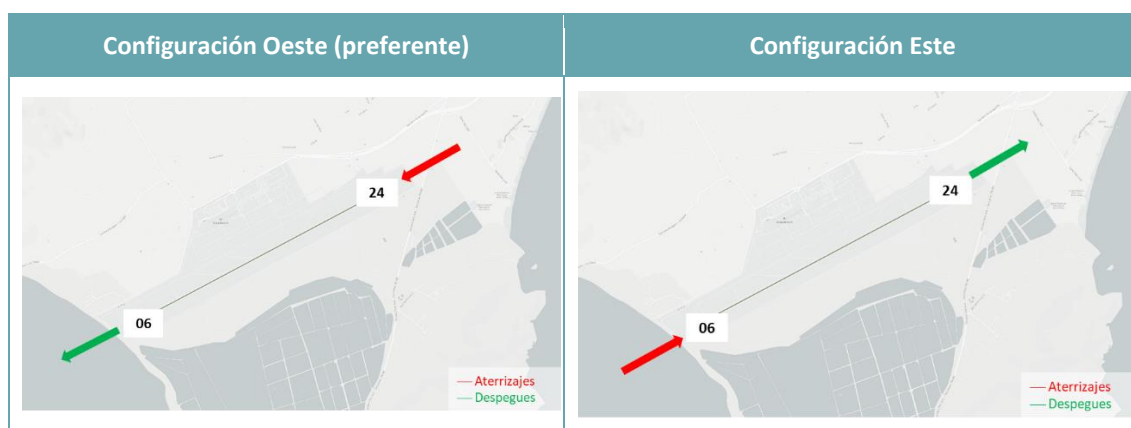 Configuración Oeste (preferente)
Configuración Este
24
06
Aterrizajes
Despegues
24
06
Aterrizajes
Despegues